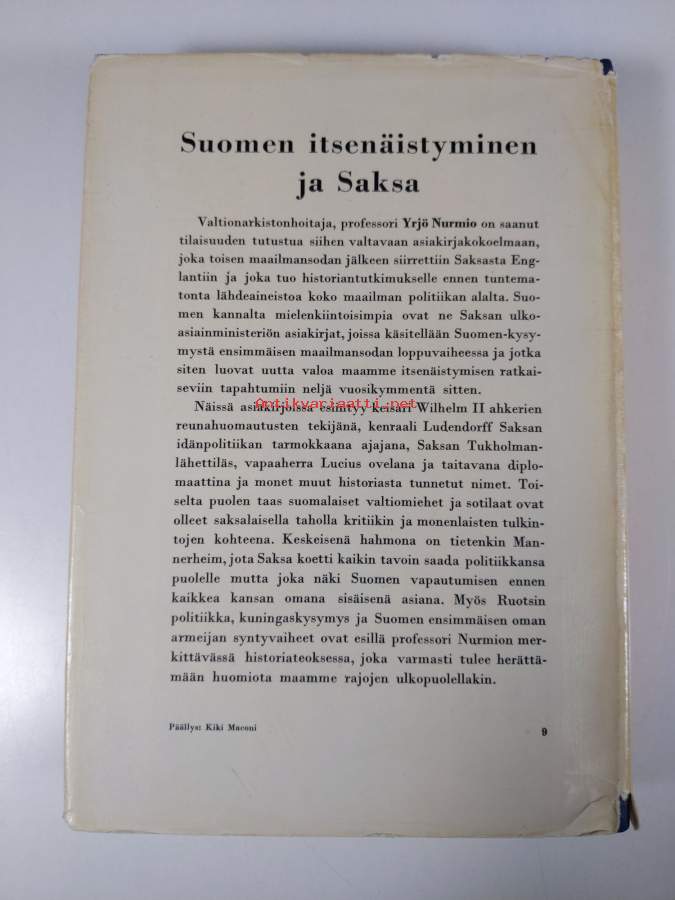 Suomen itsenäistyminen
ja Saksa
Valtionarkistonhoitaja, professori Yrjö Nurmio on saanut
tilaisuuden tutustua siihen valtavaan asiakirjakokoelmaan,
joka toisen maailmansodan jälkeen siirrettiin Saksasta Eng-
lantiin ja joka tuo historiantutkimukselle ennen tuntema-
tonta lähdeaineistoa koko maailman politiikan alalta. Suo-
men kannalta mielenkiintoisimpia ovat ne Saksan ulko-
asiainministeriön asiakirjat, joissa käsitellään Suomen-kysy-
mystä ensimmäisen maailmansodan loppuvaiheessa ja jotka
siten luovat uutta valoa maamme itsenäistymisen ratkai-
seviin tapahtumiin neljä vuosikymmentä sitten.
Näissä asiakirjoissa esiintyy keisari Wilhelm II ahkerien
Antikvariaatti.net
reunahuomautusten tekijänä, kenraali Ludendorff Saksan
idänpolitiikan tarmokkaana ajajana, Saksan Tukholman-
lähettiläs, vapaaherra Lucius ovelana ja taitavana diplo-
maattina ja monet muut historiasta tunnetut nimet. Toi-
selta puolen taas suomalaiset valtiomiehet ja sotilaat ovat
olleet saksalaisella taholla kritiikin ja monenlaisten tulkin-
tojen kohteena. Keskeisenä hahmona on tietenkin Man-
nerheim, jota Saksa koetti kaikin tavoin saada politiikkansa
puolelle mutta joka näki Suomen vapautumisen ennen
kaikkea kansan omana sisäisenä asiana. Myös Ruotsin
politiikka, kuningaskysymys ja Suomen ensimmäisen oman
armeijan syntyvaiheet ovat esillä professori Nurmion mer-
kittävässä historiateoksessa, joka varmasti tulee herättä-
mään huomiota maamme rajojen ulkopuolellakin.
Päällys: Kiki Maconi
9